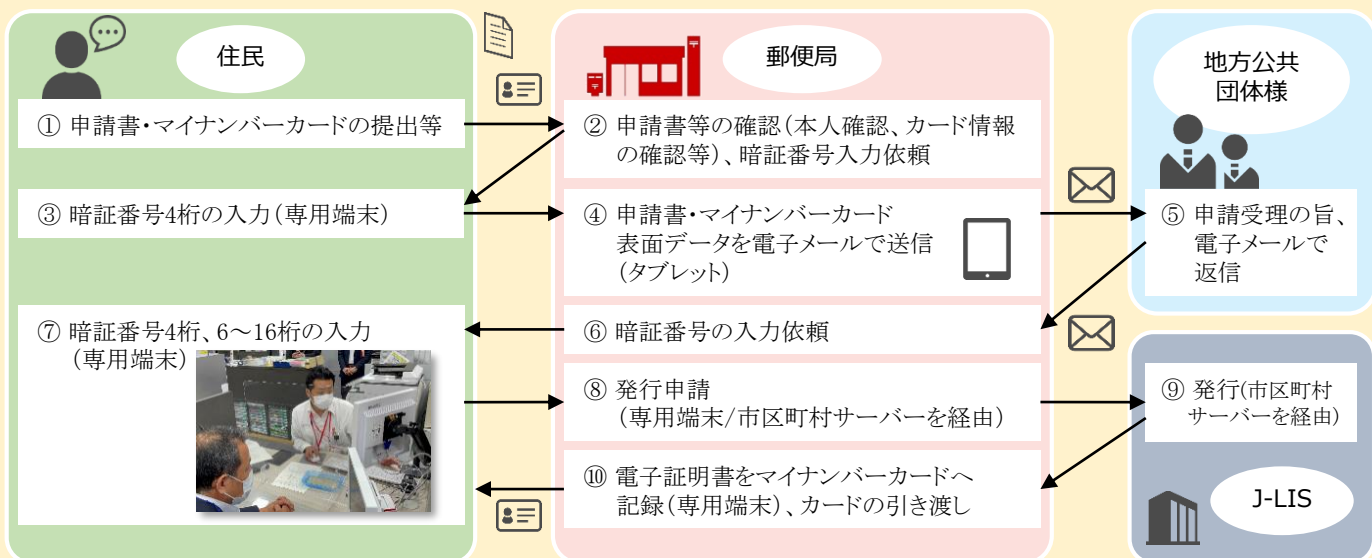 住民
郵便局
地方公共
団体様
① 申請書・マイナンバーカードの提出等
② 申請書等の確認(本人確認、カード情報
の確認等)、暗証番号入力依頼
③ 暗証番号4桁の入力(専用端末)
④ 申請書・マイナンバーカード
表面データを電子メールで送信
(タブレット)
⑤ 申請受理の旨、
電子メールで
返信
⑥ 暗証番号の入力依頼
⑦ 暗証番号4桁、6～16桁の入力
(専用端末)
⑧ 発行申請
(専用端末/市区町村サーバーを経由)
⑨ 発行(市区町村
サーバーを経由)
⑩ 電子証明書をマイナンバーカードへ
記録(専用端末)、カードの引き渡し
J-LIS